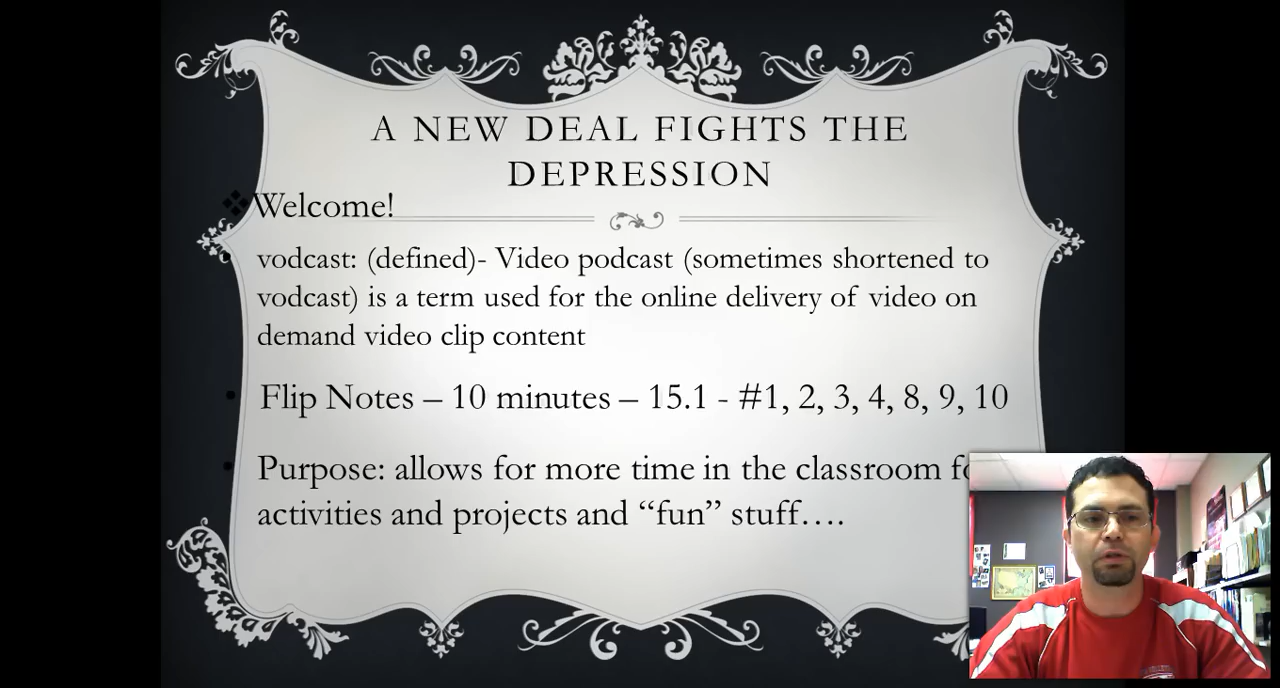 A NEW DEAL FIGHTS THE
DEPRESSION
Welcome!
vodcast: (defined)- Video podcast (sometimes shortened to
vodcast) is a term used for the online delivery of video on
demand video clip content
Flip Notes – 10 minutes – 15.1 - #1, 2, 3, 4, 8, 9, 10
Purpose: allows for more time in the classroom
activities and projects and “fun” stuff….